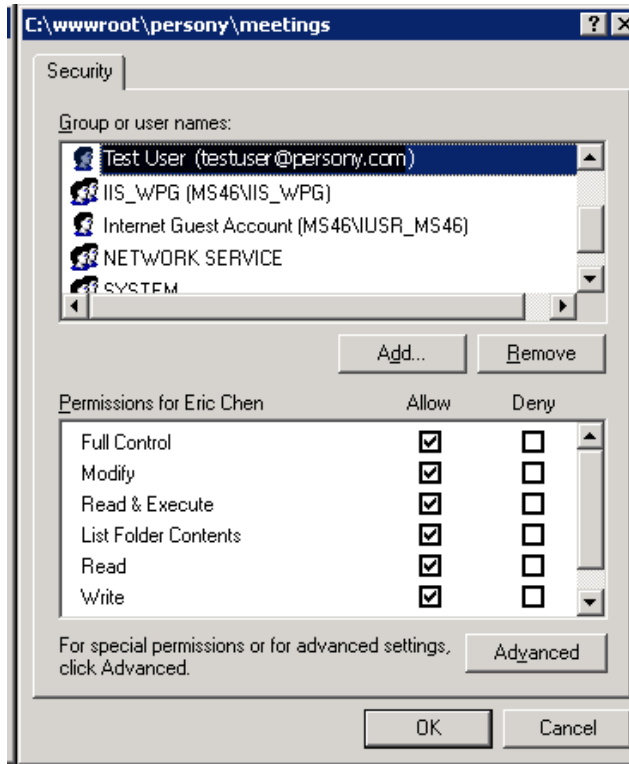 C:\wwwroot\persony\meetings
Security
Group or user names:
Test User (testuser@persony.com)
IIS_WPG (MS46\IIS_WPG)
Internet Guest Account (MS46\IUSR_MS46)
NETWORK SERVICE
SYSTEM
Add... Remove
Permissions for Eric Chen Allow Deny
Full Control
Modify
Read & Execute
List Folder Contents
Read
Write
For special permissions or for advanced settings,
click Advanced.
Advanced
OK Cancel